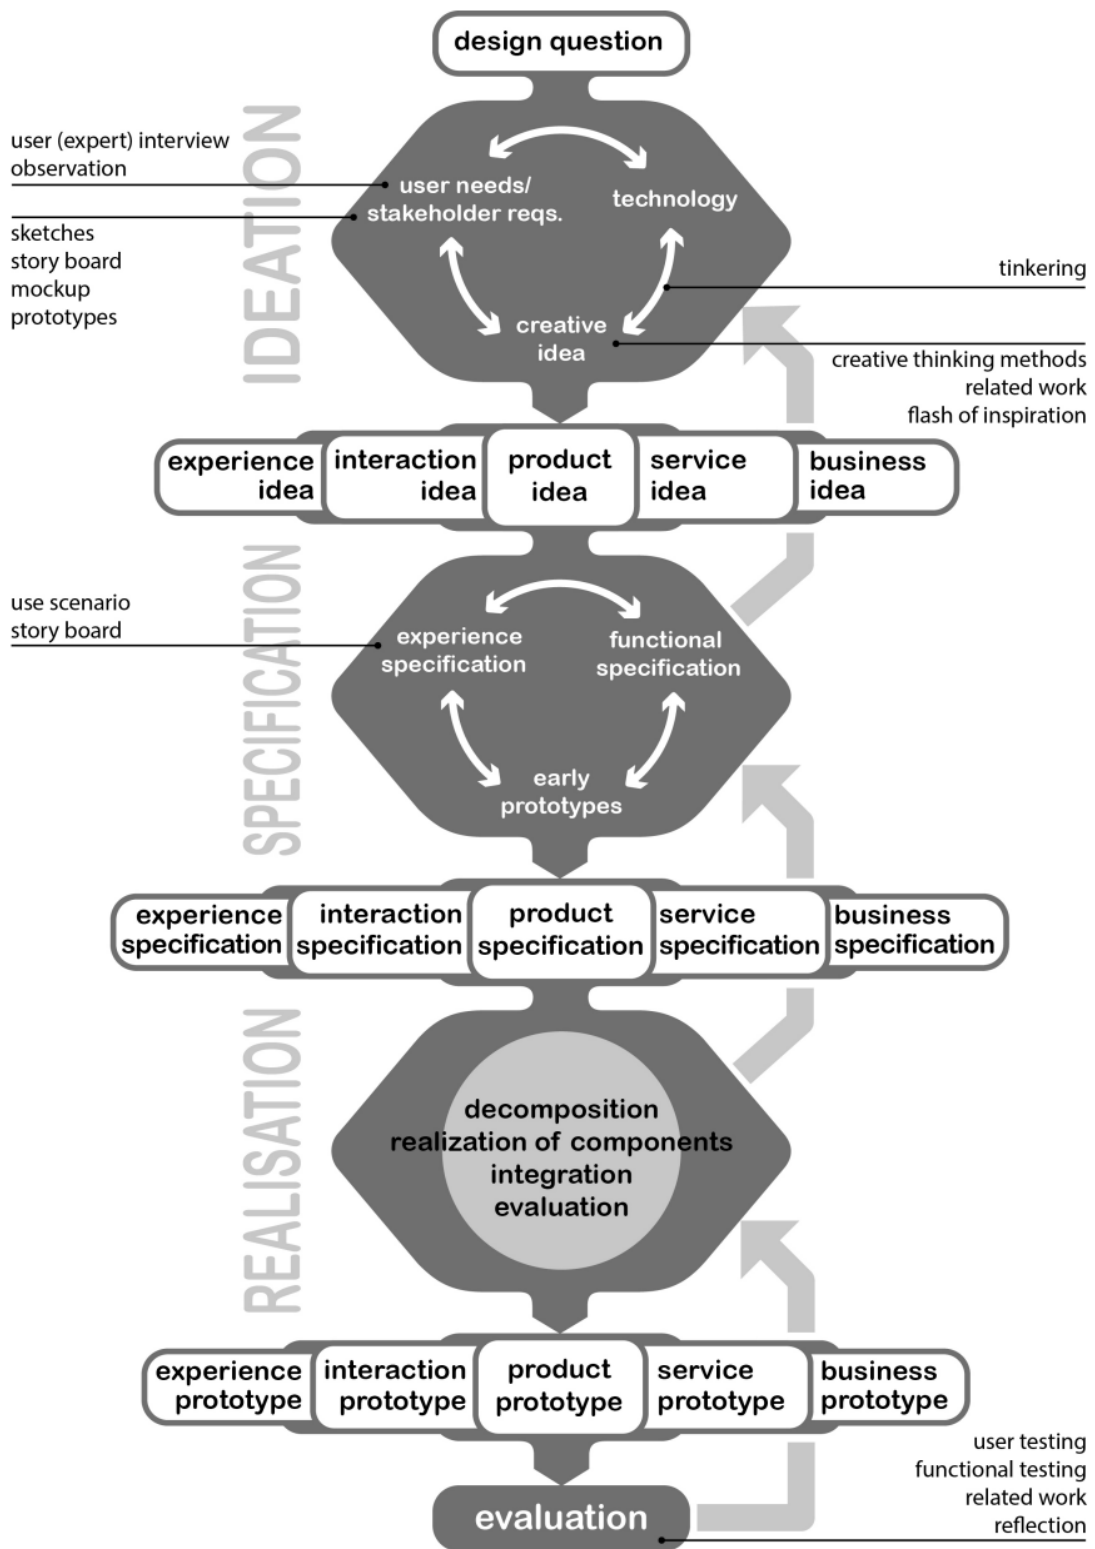 design question
IDEATION
user (expert) interview
observation
user needs/
stakeholder reqs.
technology
sketches
story board
mockup
prototypes
tinkering
creative
idea
creative thinking methods
related work
flash of inspiration
experience
idea
interaction
idea
product
idea
service
idea
business
idea
SPECIFICATION
use scenario
story board
experience
specification
functional
specification
early
prototypes
experience
specification
interaction
specification
product
specification
service
specification
business
specification
REALISATION
decomposition
realization of components
integration
evaluation
experience
prototype
interaction
prototype
product
prototype
service
prototype
business
prototype
evaluation
user testing
functional testing
related work
reflection